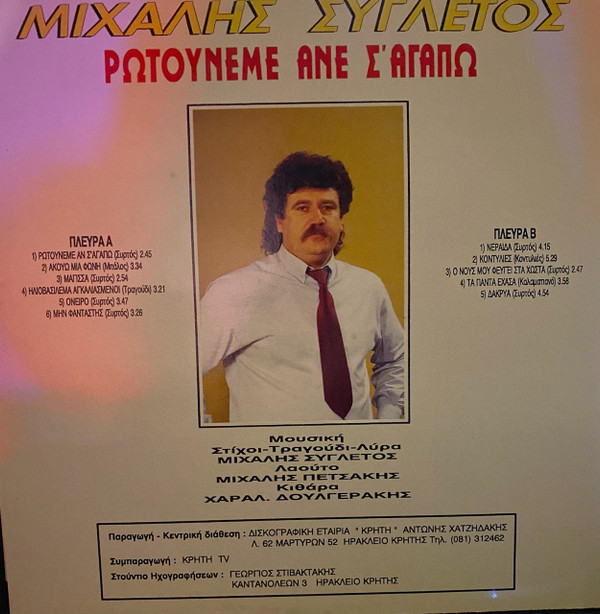 ΜΙΧΑΛΗΣ ΣΥΓΛΕΤΟΣ
ΡΩΤΟΥΝΕΜΕ ΑΝΕ Σ'ΑΓΑΠΩ
ΠΛΕΥΡΑ Α
1) ΡΩΤΟΥΝΕΜΕ ΑΝ Σ'ΑΓΑΠΩ (Συρτός) 2.45
2) ΑΚΟΥΩ ΜΙΑ ΦΩΝΗ (Μπάλος) 3.34
3) ΜΑΓΙΣΣΑ (Συρτός) 2.54
4) ΗΛΙΟΒΑΣΙΛΕΜΑ ΑΓΚΑΛΙΑΣΜΕΝΟΙ (Τραγούδι) 3.21
5) ΟΝΕΙΡΟ (Συρτός) 3.47
6) ΜΗΝ ΦΑΝΤΑΣΤΗΣ (Συρτός) 3.26
ΠΛΕΥΡΑ Β
1) ΝΕΡΑΙΔΑ (Συρτός) 4.15
2) ΚΟΝΤΥΛΙΕΣ (Κοντυλιές) 5.29
3) Ο ΝΟΥΣ ΜΟΥ ΦΕΥΓΕΙ ΣΤΑ ΧΩΣΤΑ (Συρτός) 2.47
4) ΤΑ ΠΑΝΤΑ ΕΧΑΣΑ (Καλαματιανό) 3.58
5) ΔΑΚΡΥΑ (Συρτός) 4.54
Μουσική
Στίχοι-Τραγούδι-Λύρα
ΜΙΧΑΛΗΣ ΣΥΓΛΕΤΟΣ
Λαούτο
ΜΙΧΑΛΗΣ ΠΕΤΣΑΚΗΣ
Κιθάρα
ΧΑΡΑΛ. ΔΟΥΛΓΕΡΑΚΗΣ
Παραγωγή - Κεντρική διάθεση : ΔΙΣΚΟΓΡΑΦΙΚΗ ΕΤΑΙΡΙΑ " ΚΡΗΤΗ " ΑΝΤΩΝΗΣ ΧΑΤΖΗΔΑΚΗΣ
Λ. 62 ΜΑΡΤΥΡΩΝ 52 ΗΡΑΚΛΕΙΟ ΚΡΗΤΗΣ Τηλ. (081) 312462
Συμπαραγωγή : ΚΡΗΤΗ TV
Στούντιο Ηχογραφήσεων : ΓΕΩΡΓΙΟΣ ΣΤΙΒΑΚΤΑΚΗΣ
ΚΑΝΤΑΝΟΛΕΩΝ 3 ΗΡΑΚΛΕΙΟ ΚΡΗΤΗΣ